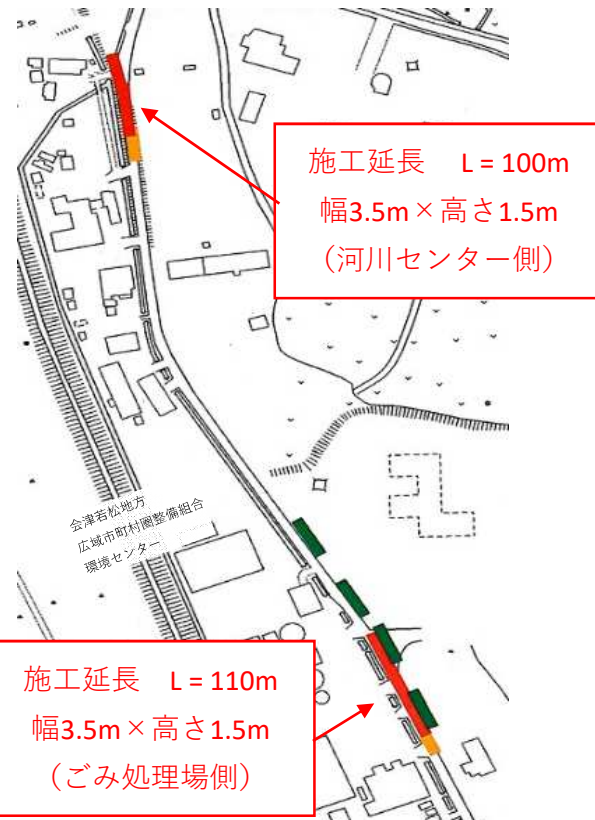 施工延長　L = 100m
幅3.5m×高さ1.5m
（河川センター側）
会津若松地方
広域市町村圏整備組合
環境センター
施工延長　L = 110m
幅3.5m×高さ1.5m
（ごみ処理場側）